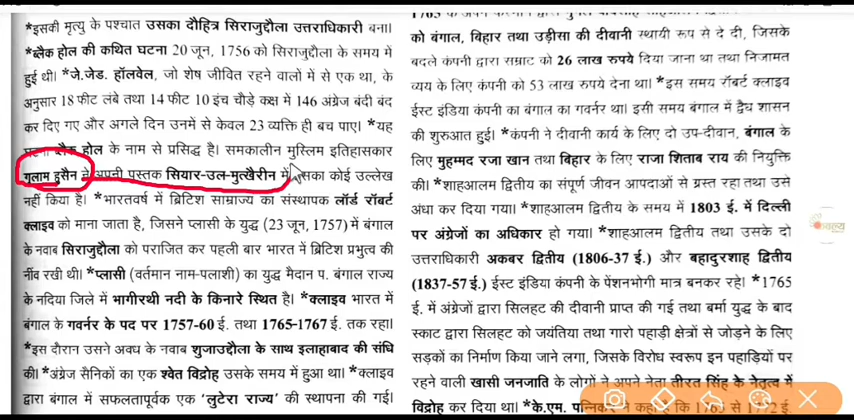 *इसकी मृत्यु के पश्चात उसका दौहित्र सिराजुद्दौला उत्तराधिकारी बना।
*ब्लैक होल की कथित घटना 20 जून, 1756 को सिराजुद्दौला के समय में
हुई थी। *जे.जेड. हॉलवेल, जो शेष जीवित रहने वालों में से एक था, के
अनुसार 18 फीट लंबे तथा 14 फीट 10 इंच चौड़े कक्ष में 146 अंग्रेज बंदी बंद
कर दिए गए और अगले दिन उनमें से केवल 23 व्यक्ति ही बच पाए। *यह
घटना ब्लैक होल के नाम से प्रसिद्ध है। समकालीन मुस्लिम इतिहासकार
गुलाम हुसैन ने अपनी पुस्तक सियार-उल-मुत्खैरीन में इसका कोई उल्लेख
नहीं किया है। *भारतवर्ष में ब्रिटिश साम्राज्य का संस्थापक लॉर्ड रॉबर्ट
क्लाइव को माना जाता है, जिसने प्लासी के युद्ध (23 जून, 1757) में बंगाल
के नवाब सिराजुद्दौला को पराजित कर पहली बार भारत में ब्रिटिश प्रभुत्व की
नींव रखी थी। *प्लासी (वर्तमान नाम-पलाशी) का युद्ध मैदान प. बंगाल राज्य
के नदिया जिले में भागीरथी नदी के किनारे स्थित है। *क्लाइव भारत में
बंगाल के गवर्नर के पद पर 1757-60 ई. तथा 1765-1767 ई. तक रहा।
*इस दौरान उसने अवध के नवाब शुजाउद्दौला के साथ इलाहाबाद की संधि
की। *अंग्रेज सैनिकों का एक श्वेत विद्रोह उसके समय में हुआ था। *क्लाइव
द्वारा बंगाल में सफलतापूर्वक एक 'लुटेरा राज्य' की स्थापना की गई।
को बंगाल, बिहार तथा उड़ीसा की दीवानी स्थायी रूप से दे दी, जिसके
बदले कंपनी द्वारा सम्राट को 26 लाख रुपये दिया जाना था तथा निजामत
व्यय के लिए कंपनी को 53 लाख रुपये देना था। *इस समय रॉबर्ट क्लाइव
ईस्ट इंडिया कंपनी का बंगाल का गवर्नर था। इसी समय बंगाल में द्वैध शासन
की शुरुआत हुई। *कंपनी ने दीवानी कार्य के लिए दो उप-दीवान, बंगाल के
लिए मुहम्मद रजा खान तथा बिहार के लिए राजा शिताब राय की नियुक्ति
की। *शाहआलम द्वितीय का संपूर्ण जीवन आपदाओं से ग्रस्त रहा तथा उसे
अंधा कर दिया गया। *शाहआलम द्वितीय के समय में 1803 ई. में दिल्ली
पर अंग्रेजों का अधिकार हो गया। *शाहआलम द्वितीय तथा उसके दो
उत्तराधिकारी अकबर द्वितीय (1806-37 ई.) और बहादुरशाह द्वितीय
(1837-57 ई.) ईस्ट इंडिया कंपनी के पेंशनभोगी मात्र बनकर रहे। *1765
ई. में अंग्रेजों द्वारा सिलहट की दीवानी प्राप्त की गई तथा बर्मा युद्ध के बाद
स्काट द्वारा सिलहट को जयंतिया तथा गारो पहाड़ी क्षेत्रों से जोड़ने के लिए
सड़कों का निर्माण किया जाने लगा, जिसके विरोध स्वरूप इन पहाड़ियों पर
रहने वाली खासी जनजाति के लोगों ने अपने नेता तीरत सिंह के नेतृत्व में
विद्रोह कर दिया था। *के.एम. पन्निकर ने कहा कि 1765 से 1772 ई